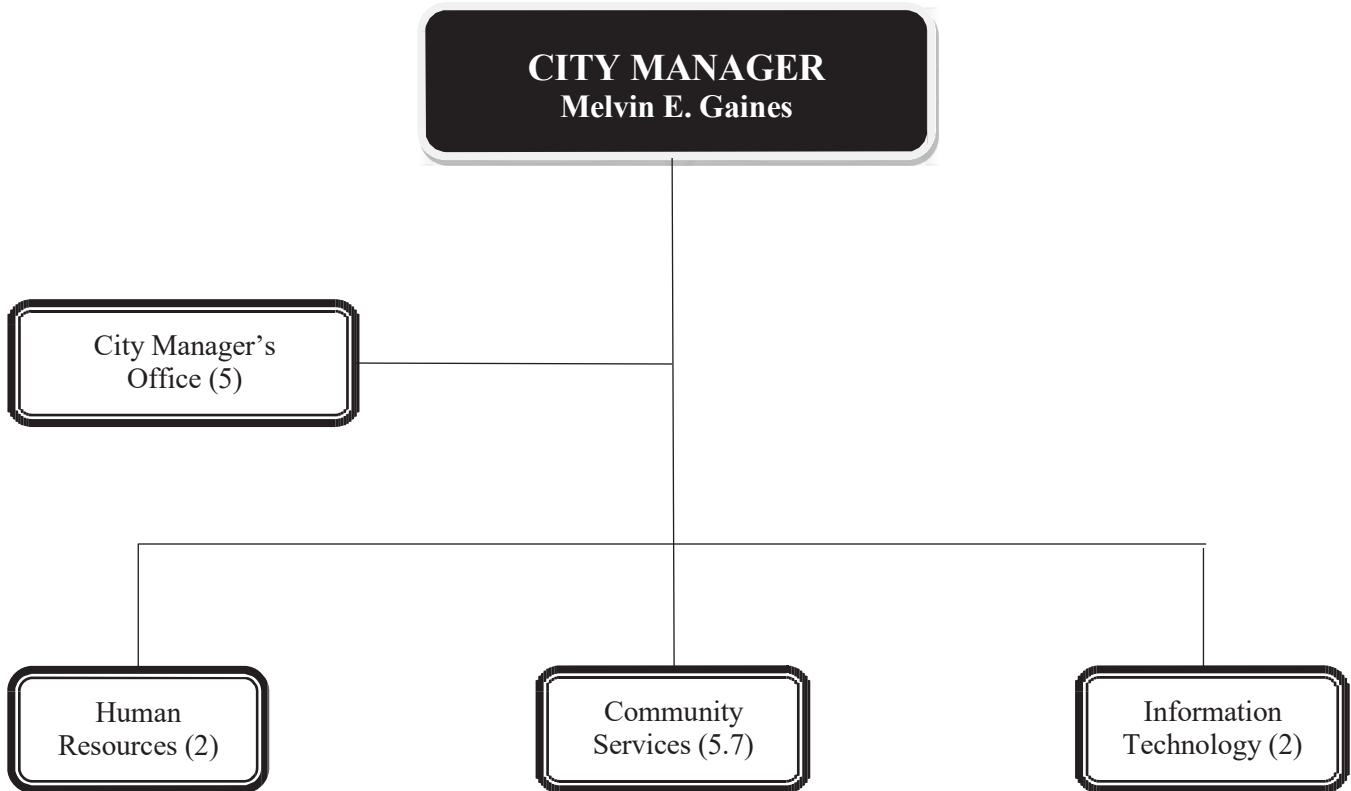 CITY MANAGER
Melvin E. Gaines
City Manager’s
Office (5)
Human
Resources (2)
Community
Services (5.7)
Information
Technology (2)